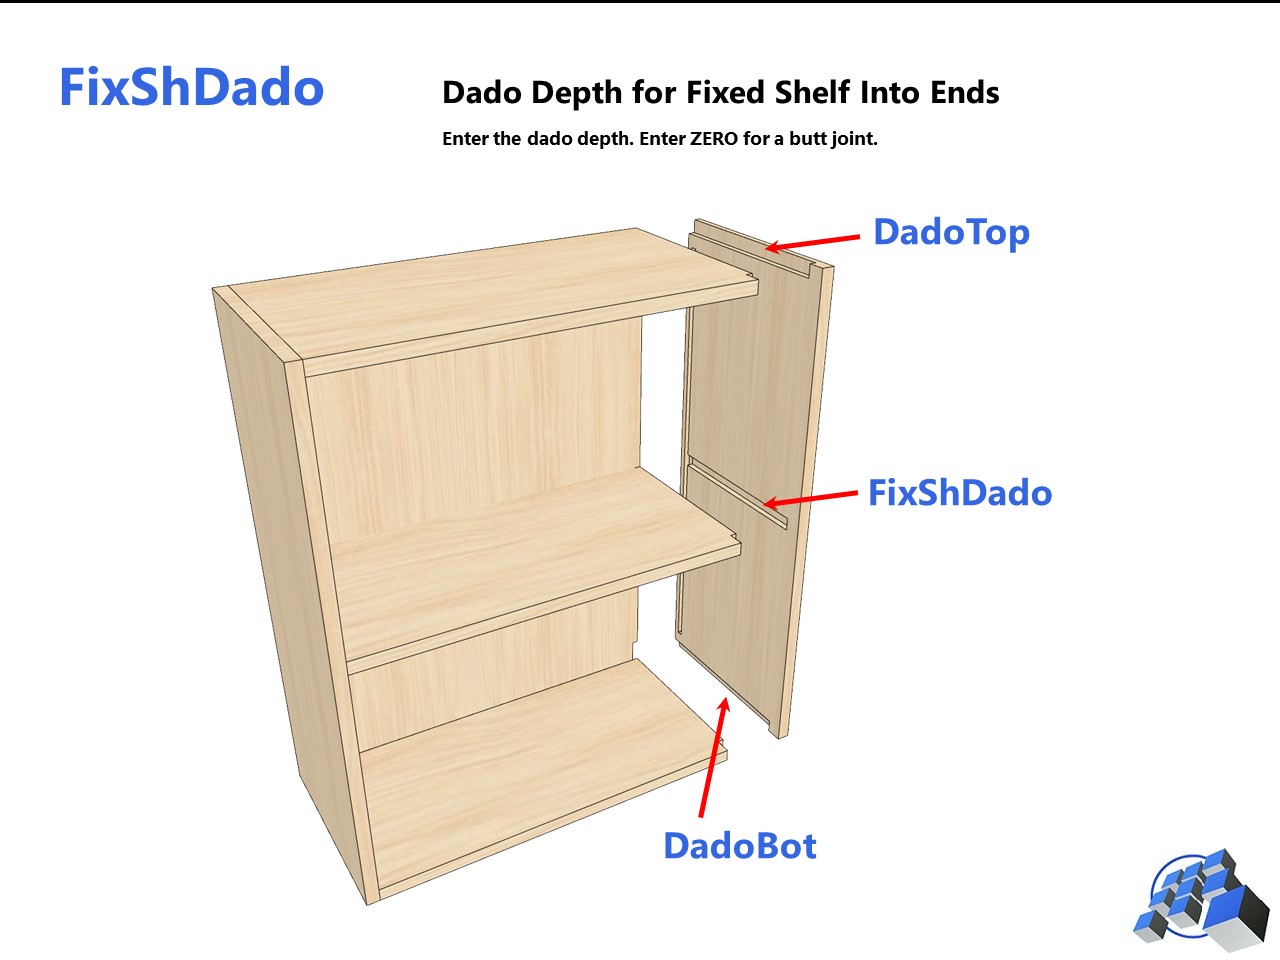 FixShDado
Dado Depth for Fixed Shelf Into Ends
Enter the dado depth. Enter ZERO for a butt joint.
DadoTop
FixShDado
DadoBot